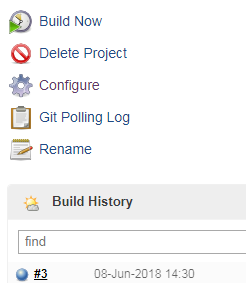 Build Now
Delete Project
Configure
Git Polling Log
Rename
Build History
find
#3 08-Jun-2018 14:30